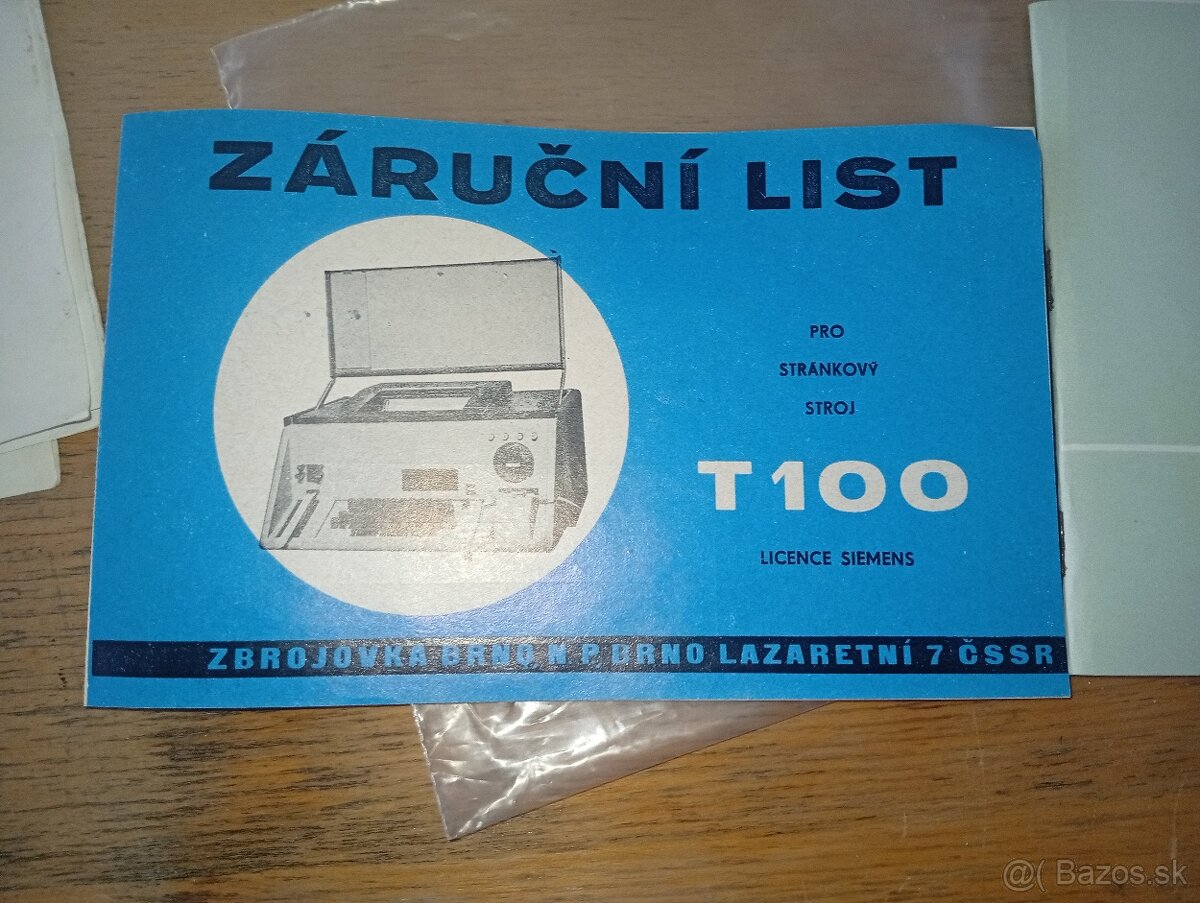 ZÁRUČNÍ LIST
PRO
STRÁNKOVÝ
STROJ
T100
LICENCE SIEMENS
ZBROJOVKA BRNO N P BRNO LAZARETNÍ 7 ČSSR
@( Bazos.sk